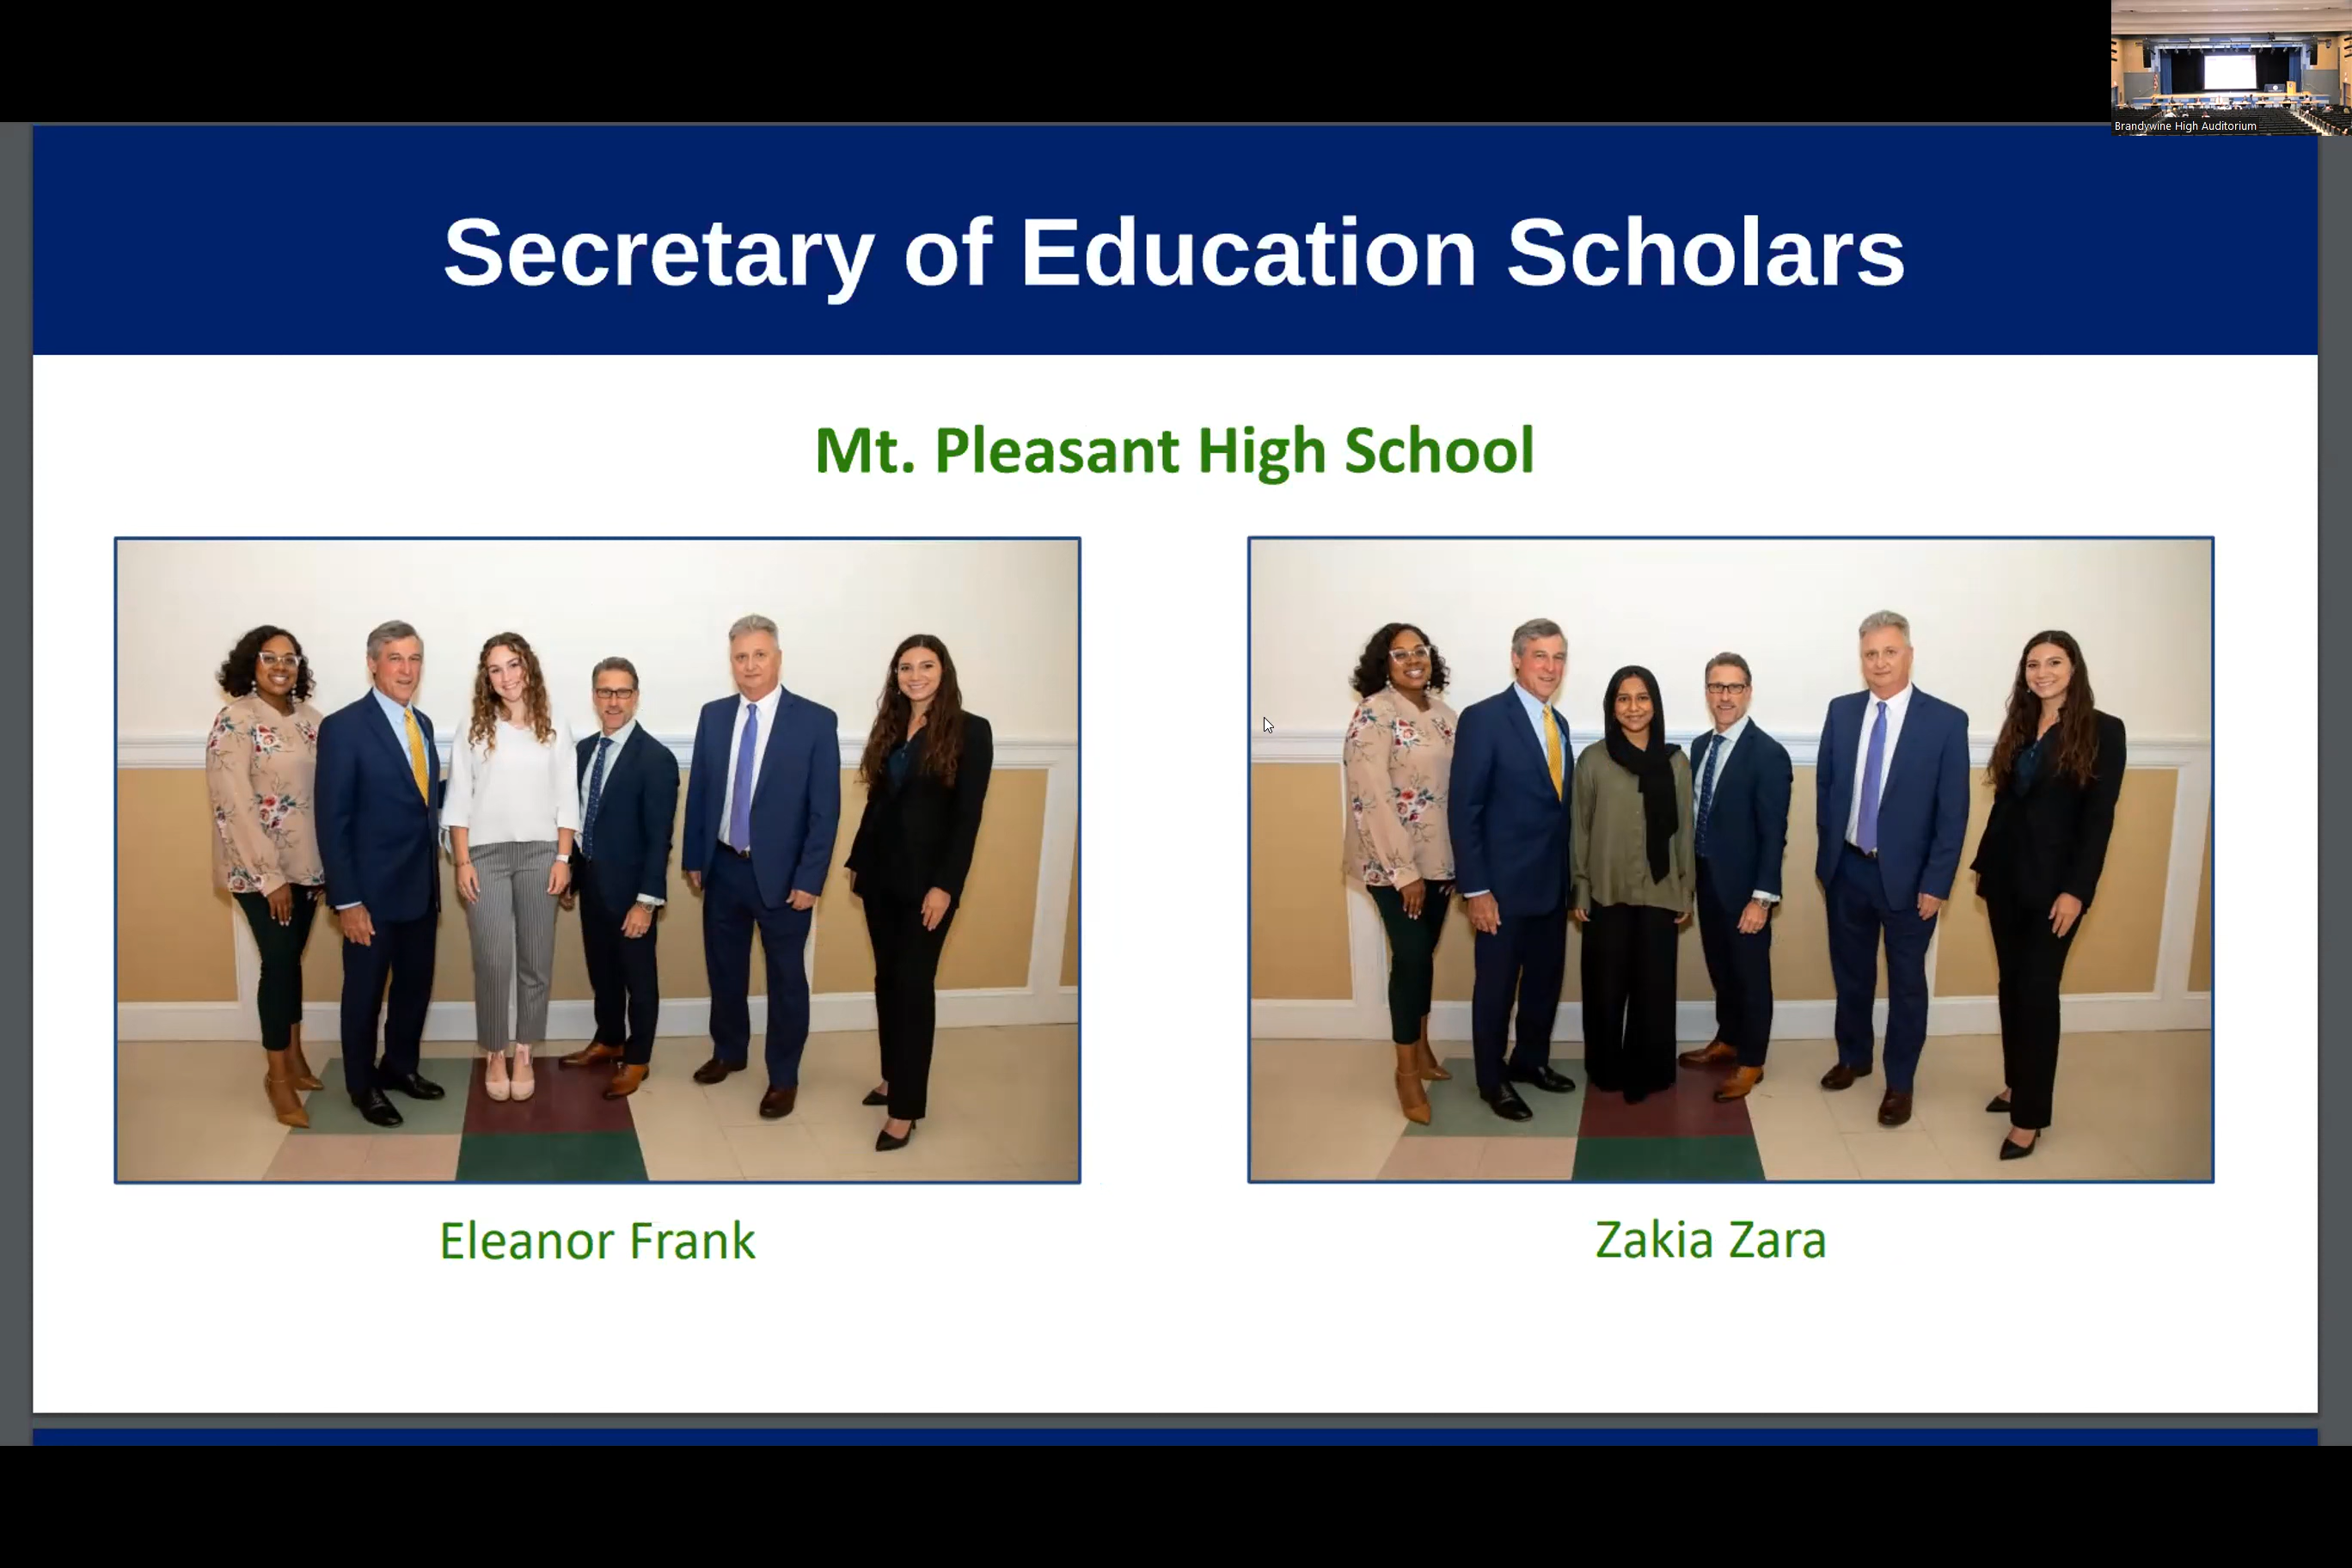 Brandywine High Auditorium
Secretary of Education Scholars
Mt. Pleasant High School
Eleanor Frank
Zakia Zara